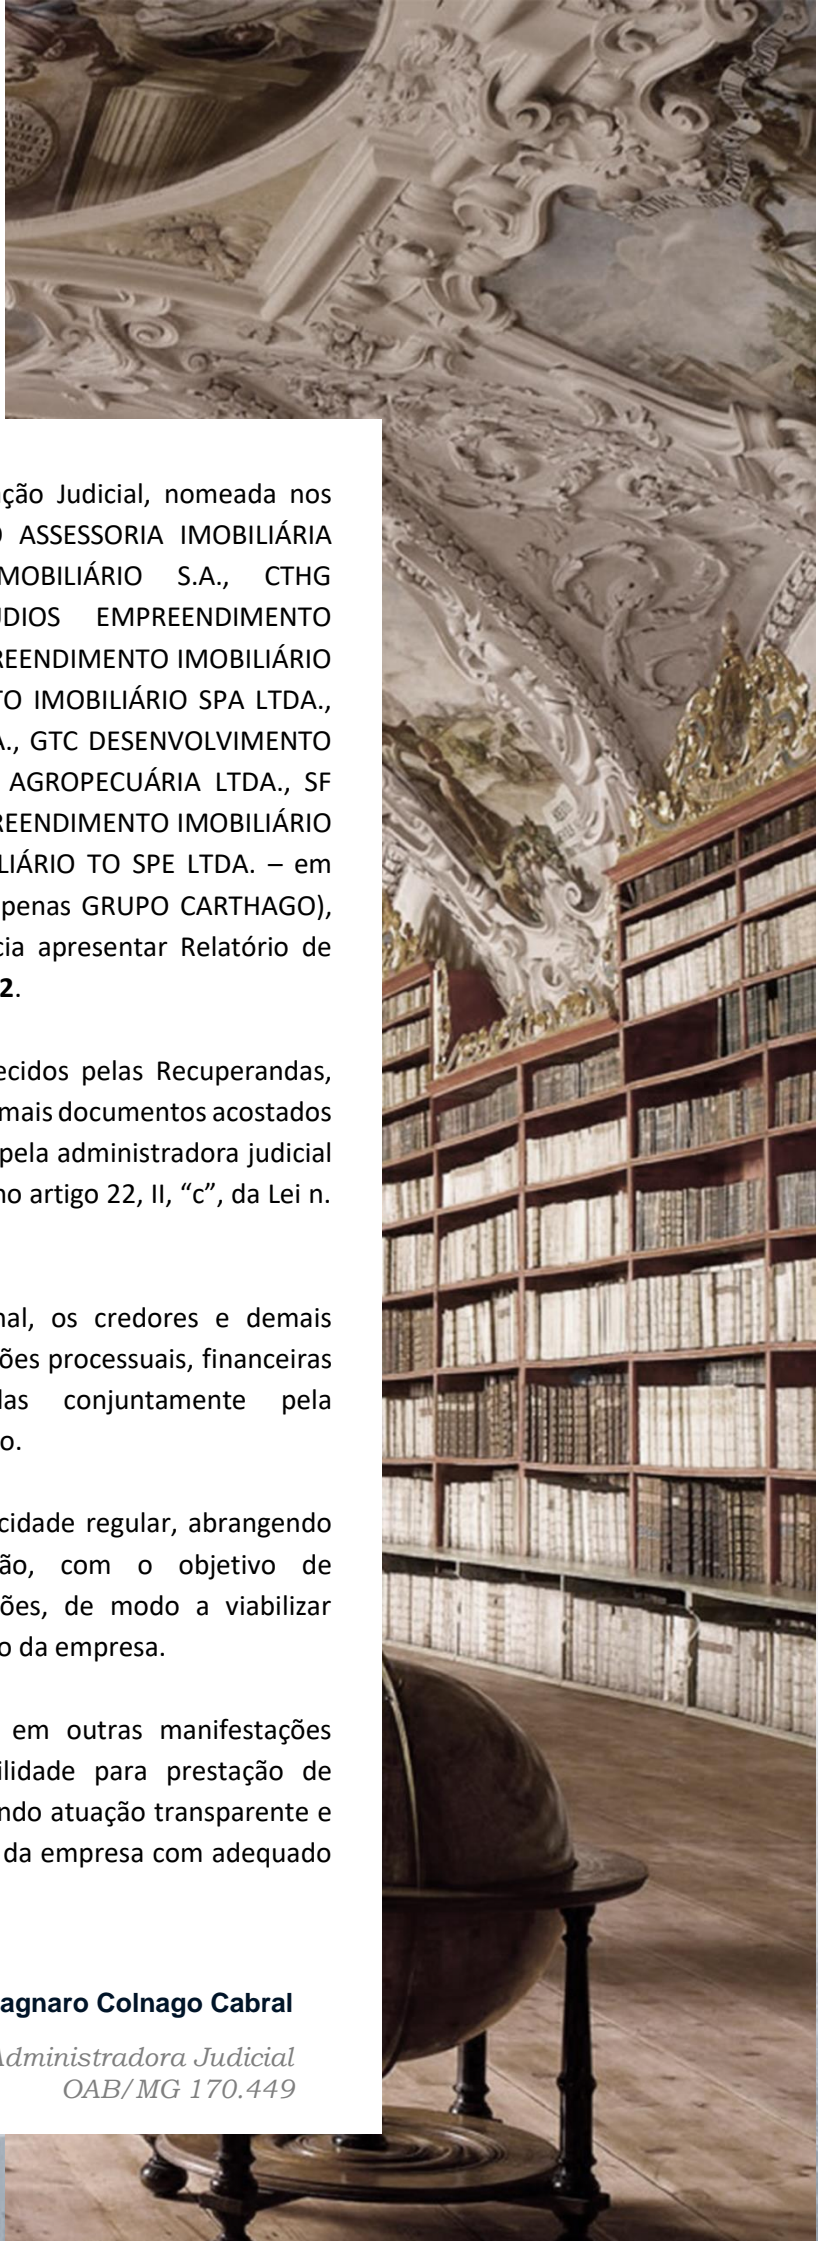 ção Judicial, nomeada nos
ASSESSORIA IMOBILIÁRIA
MOBILIÁRIO S.A., CTHG
DIOS EMPREENDIMENTO
REENDIMENTO IMOBILIÁRIO
TO IMOBILIÁRIO SPA LTDA.,
A., GTC DESENVOLVIMENTO
AGROPECUÁRIA LTDA., SF
REENDIMENTO IMOBILIÁRIO
LIÁRIO TO SPE LTDA. – em
penas GRUPO CARTHAGO),
cia apresentar Relatório de
2.
ecidos pelas Recuperandas,
mais documentos acostados
pela administradora judicial
no artigo 22, II, “c”, da Lei n.
nal, os credores e demais
ões processuais, financeiras
las conjuntamente pela
o.
cidade regular, abrangendo
ão, com o objetivo de
ões, de modo a viabilizar
o da empresa.
em outras manifestações
ilidade para prestação de
ndo atuação transparente e
da empresa com adequado
agnaro Colnago Cabral
Administradora Judicial
OAB/MG 170.449